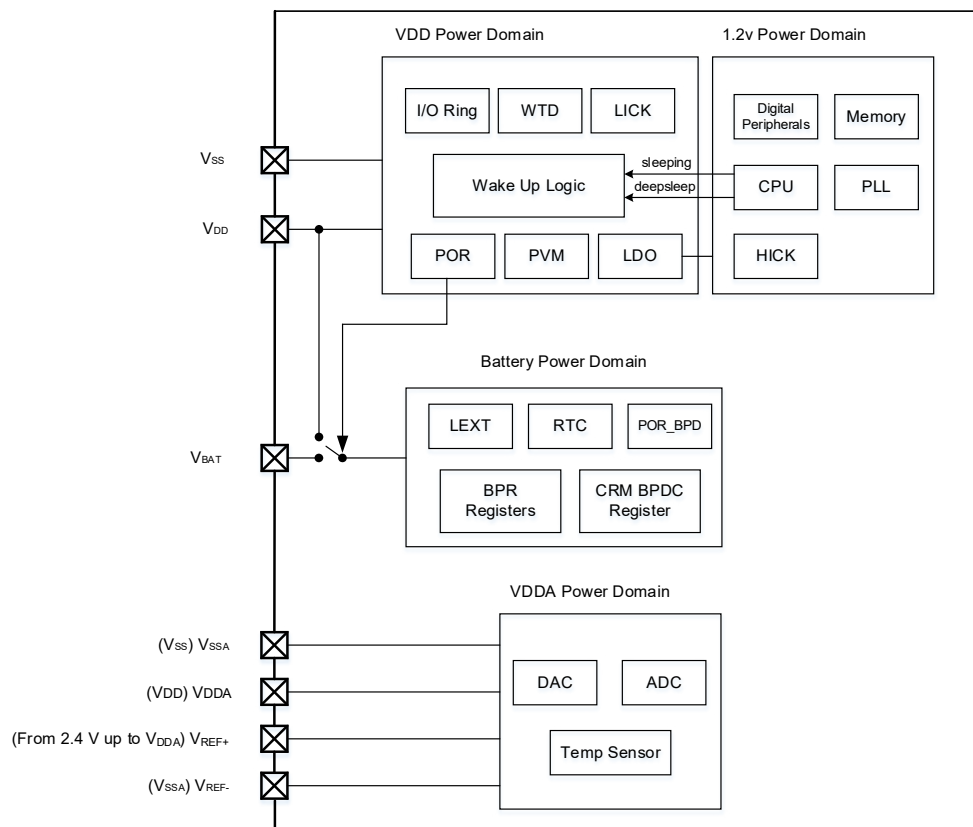 VDD Power Domain
1.2v Power Domain
I/O Ring
WTD
LICK
Digital
Peripherals
Memory
VSS
sleeping
Wake Up Logic
deepsleep
CPU
PLL
VDD
POR
PVM
LDO
HICK
Battery Power Domain
LEXT
RTC
POR_BPD
VBAT
BPR
Registers
CRM BPDC
Register
VDDA Power Domain
(VSS) VSSA
DAC
ADC
(VDD) VDDA
(From 2.4 V up to VDDA) VREF+
Temp Sensor
(VSSA) VREF-